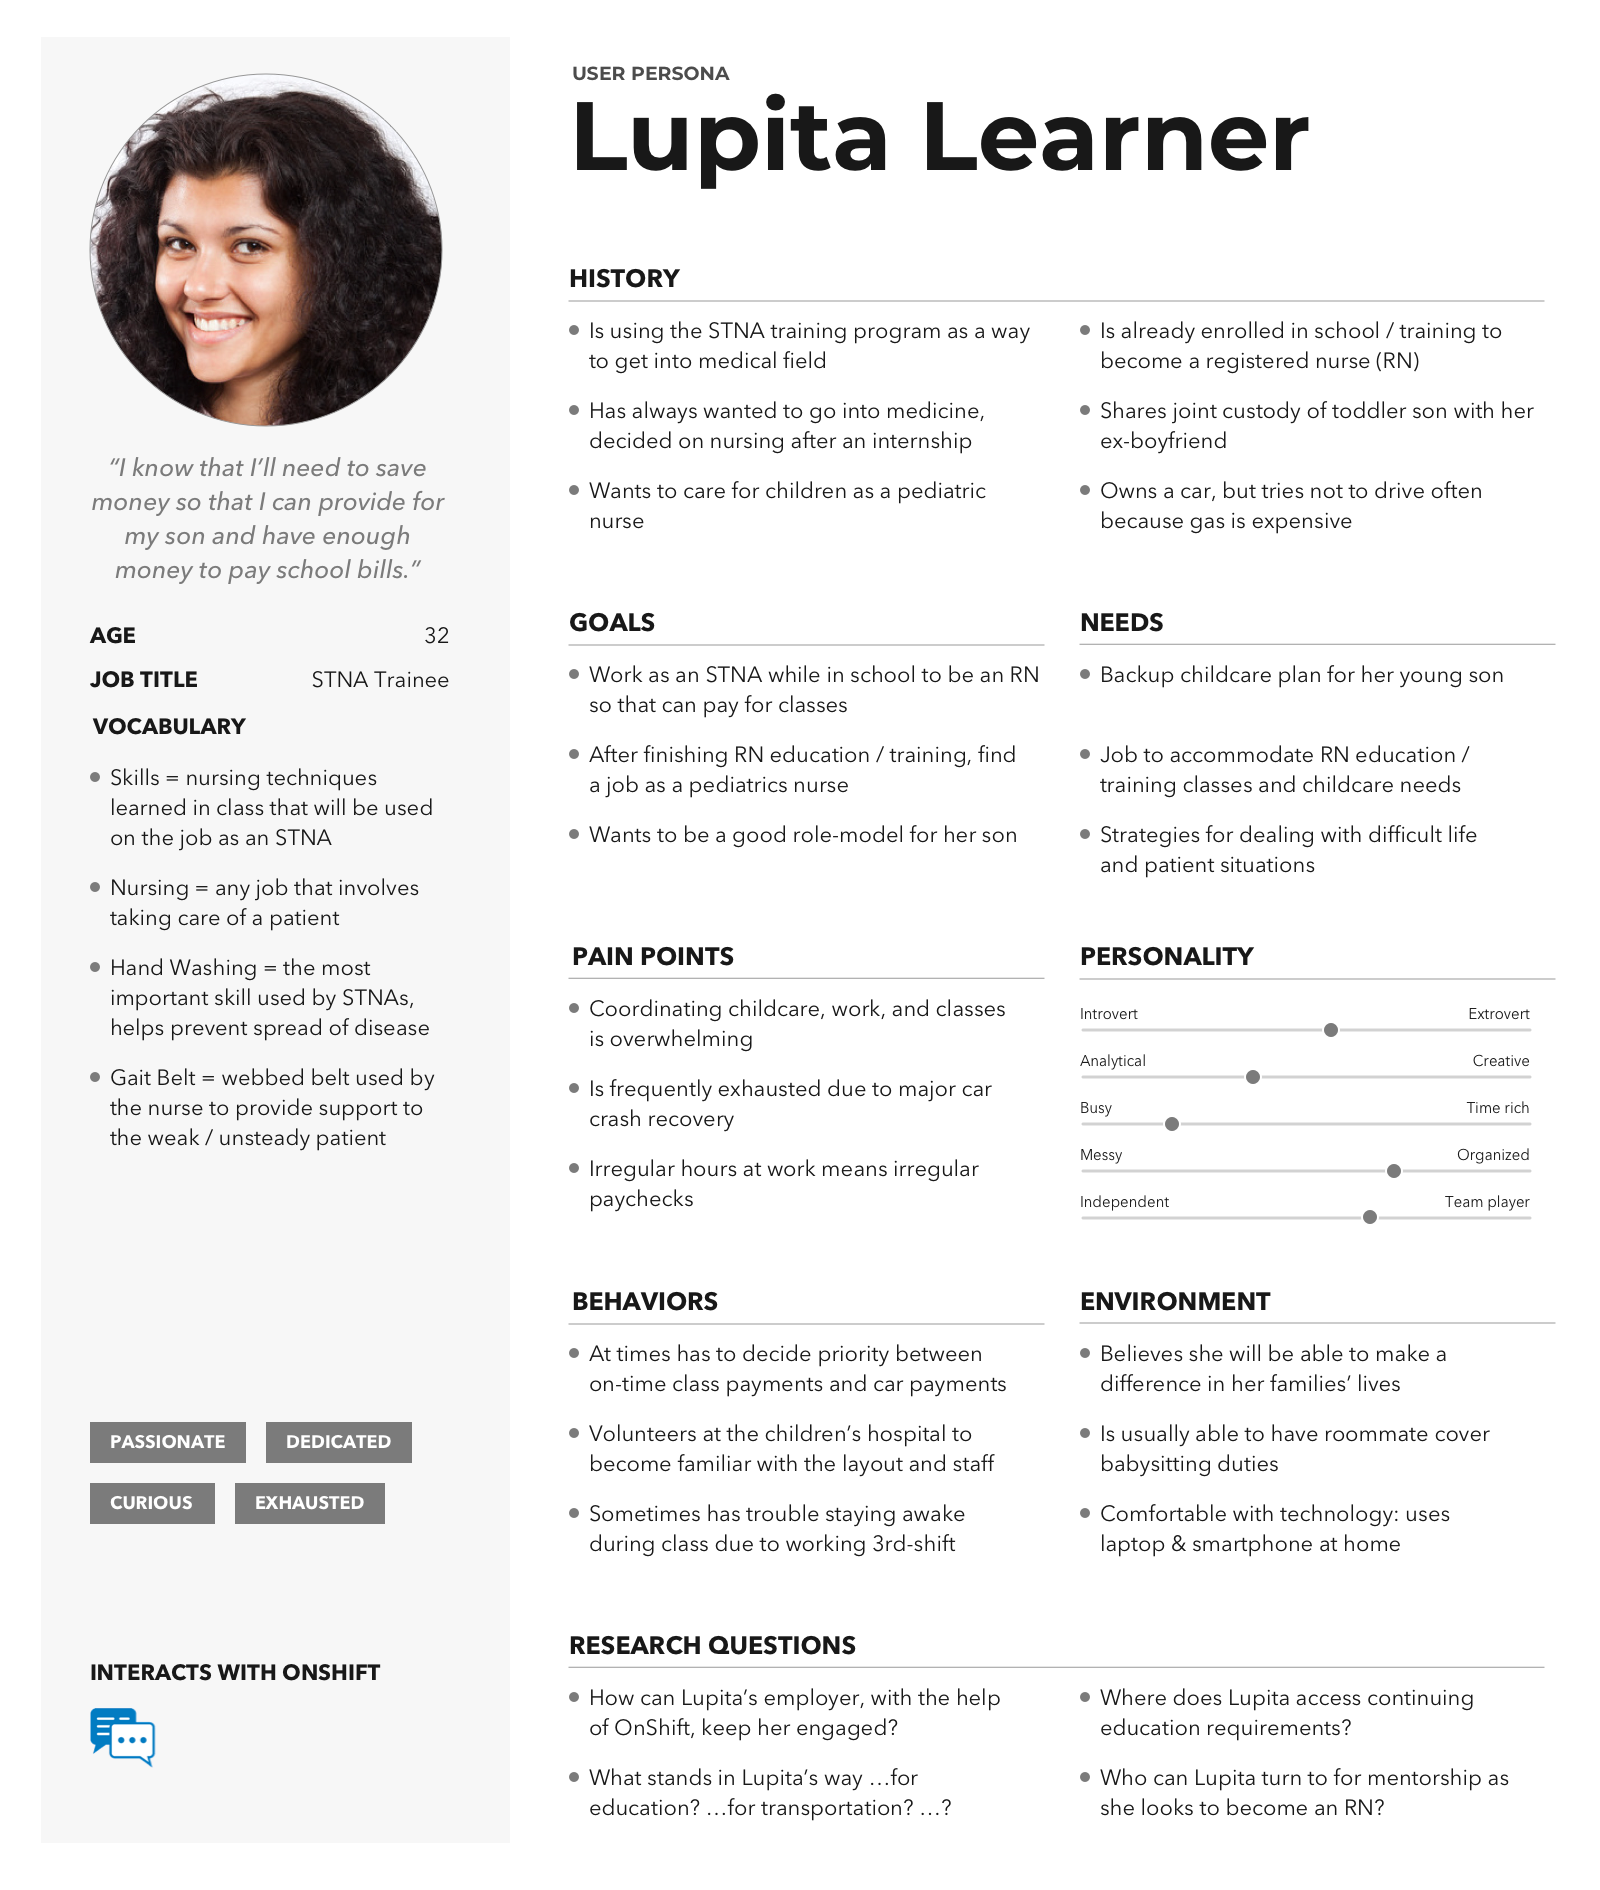 “I know that I’ll need to save
money so that I can provide for
my son and have enough
money to pay school bills.”
AGE 32
JOB TITLE STNA Trainee
VOCABULARY
Skills = nursing techniques
learned in class that will be used
on the job as an STNA
Nursing = any job that involves
taking care of a patient
Hand Washing = the most
important skill used by STNAs,
helps prevent spread of disease
Gait Belt = webbed belt used by
the nurse to provide support to
the weak / unsteady patient
PASSIONATE DEDICATED
CURIOUS EXHAUSTED
INTERACTS WITH ONSHIFT
USER PERSONA
Lupita Learner
HISTORY
Is using the STNA training program as a way
to get into medical field
Has always wanted to go into medicine,
decided on nursing after an internship
Wants to care for children as a pediatric
nurse
Is already enrolled in school / training to
become a registered nurse (RN)
Shares joint custody of toddler son with her
ex-boyfriend
Owns a car, but tries not to drive often
because gas is expensive
GOALS
Work as an STNA while in school to be an RN
so that can pay for classes
After finishing RN education / training, find
a job as a pediatrics nurse
Wants to be a good role-model for her son
NEEDS
Backup childcare plan for her young son
Job to accommodate RN education /
training classes and childcare needs
Strategies for dealing with difficult life
and patient situations
PAIN POINTS
Coordinating childcare, work, and classes
is overwhelming
Is frequently exhausted due to major car
crash recovery
Irregular hours at work means irregular
paychecks
PERSONALITY
Introvert Extrovert
Analytical Creative
Busy Time rich
Messy Organized
Independent Team player
BEHAVIORS
At times has to decide priority between
on-time class payments and car payments
Volunteers at the children’s hospital to
become familiar with the layout and staff
Sometimes has trouble staying awake
during class due to working 3rd-shift
ENVIRONMENT
Believes she will be able to make a
difference in her families’ lives
Is usually able to have roommate cover
babysitting duties
Comfortable with technology: uses
laptop & smartphone at home
RESEARCH QUESTIONS
How can Lupita’s employer, with the help
of OnShift, keep her engaged?
What stands in Lupita’s way …for
education? …for transportation? …?
Where does Lupita access continuing
education requirements?
Who can Lupita turn to for mentorship as
she looks to become an RN?